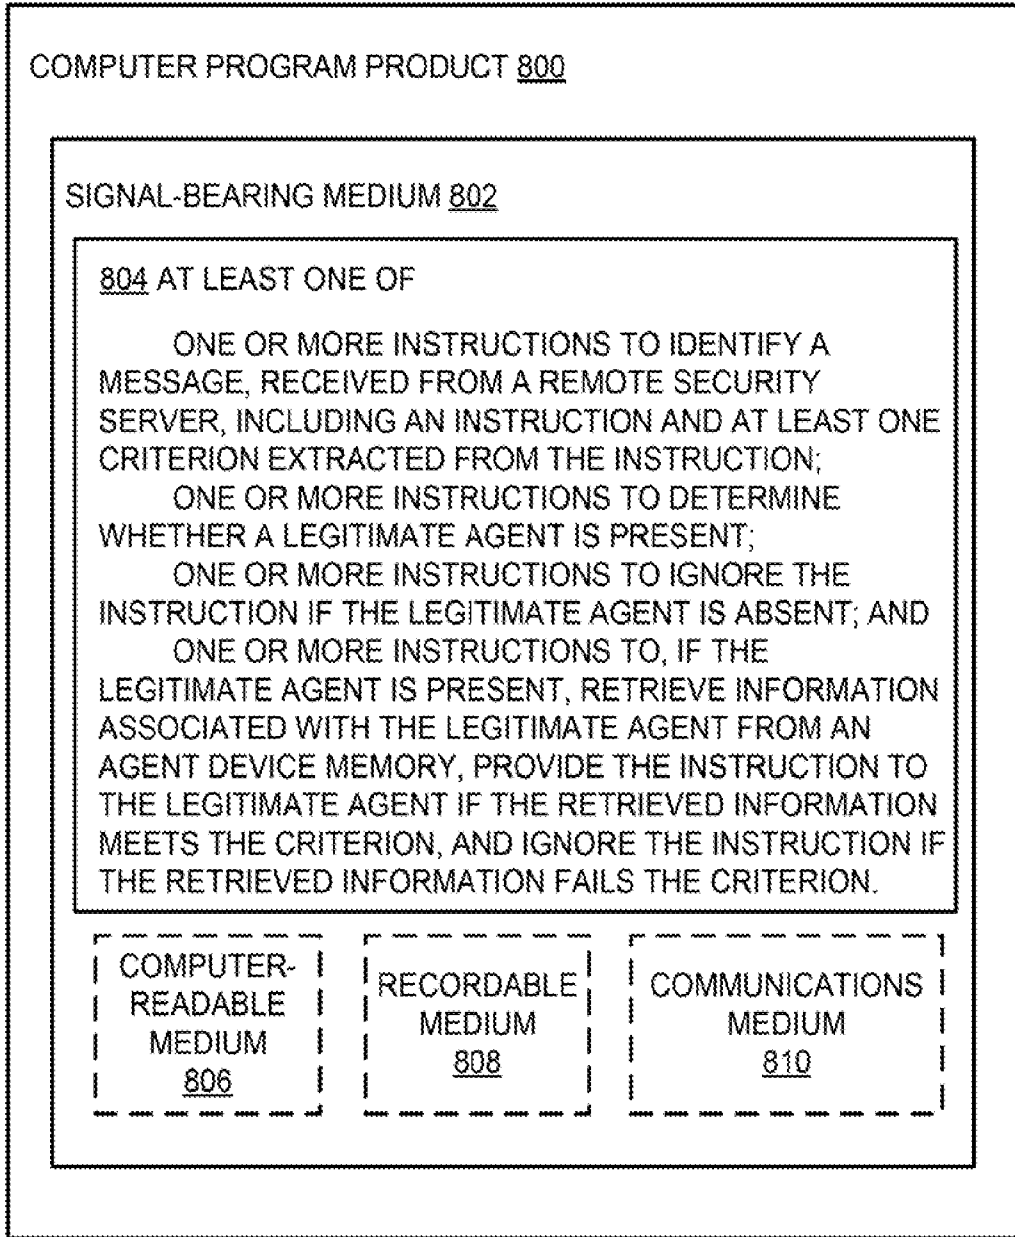 COMPUTER PROGRAM PRODUCT 800
SIGNAL-BEARING MEDIUM 802
804 AT LEAST ONE OF
ONE OR MORE INSTRUCTIONS TO IDENTIFY A
MESSAGE, RECEIVED FROM A REMOTE SECURITY
SERVER, INCLUDING AN INSTRUCTION AND AT LEAST ONE
CRITERION EXTRACTED FROM THE INSTRUCTION;
ONE OR MORE INSTRUCTIONS TO DETERMINE
WHETHER A LEGITIMATE AGENT IS PRESENT;
ONE OR MORE INSTRUCTIONS TO IGNORE THE
INSTRUCTION IF THE LEGITIMATE AGENT IS ABSENT; AND
ONE OR MORE INSTRUCTIONS TO, IF THE
LEGITIMATE AGENT IS PRESENT, RETRIEVE INFORMATION
ASSOCIATED WITH THE LEGITIMATE AGENT FROM AN
AGENT DEVICE MEMORY, PROVIDE THE INSTRUCTION TO
THE LEGITIMATE AGENT IF THE RETRIEVED INFORMATION
MEETS THE CRITERION, AND IGNORE THE INSTRUCTION IF
THE RETRIEVED INFORMATION FAILS THE CRITERION.
COMPUTER-
READABLE
MEDIUM
806
RECORDABLE
MEDIUM
808
COMMUNICATIONS
MEDIUM
810